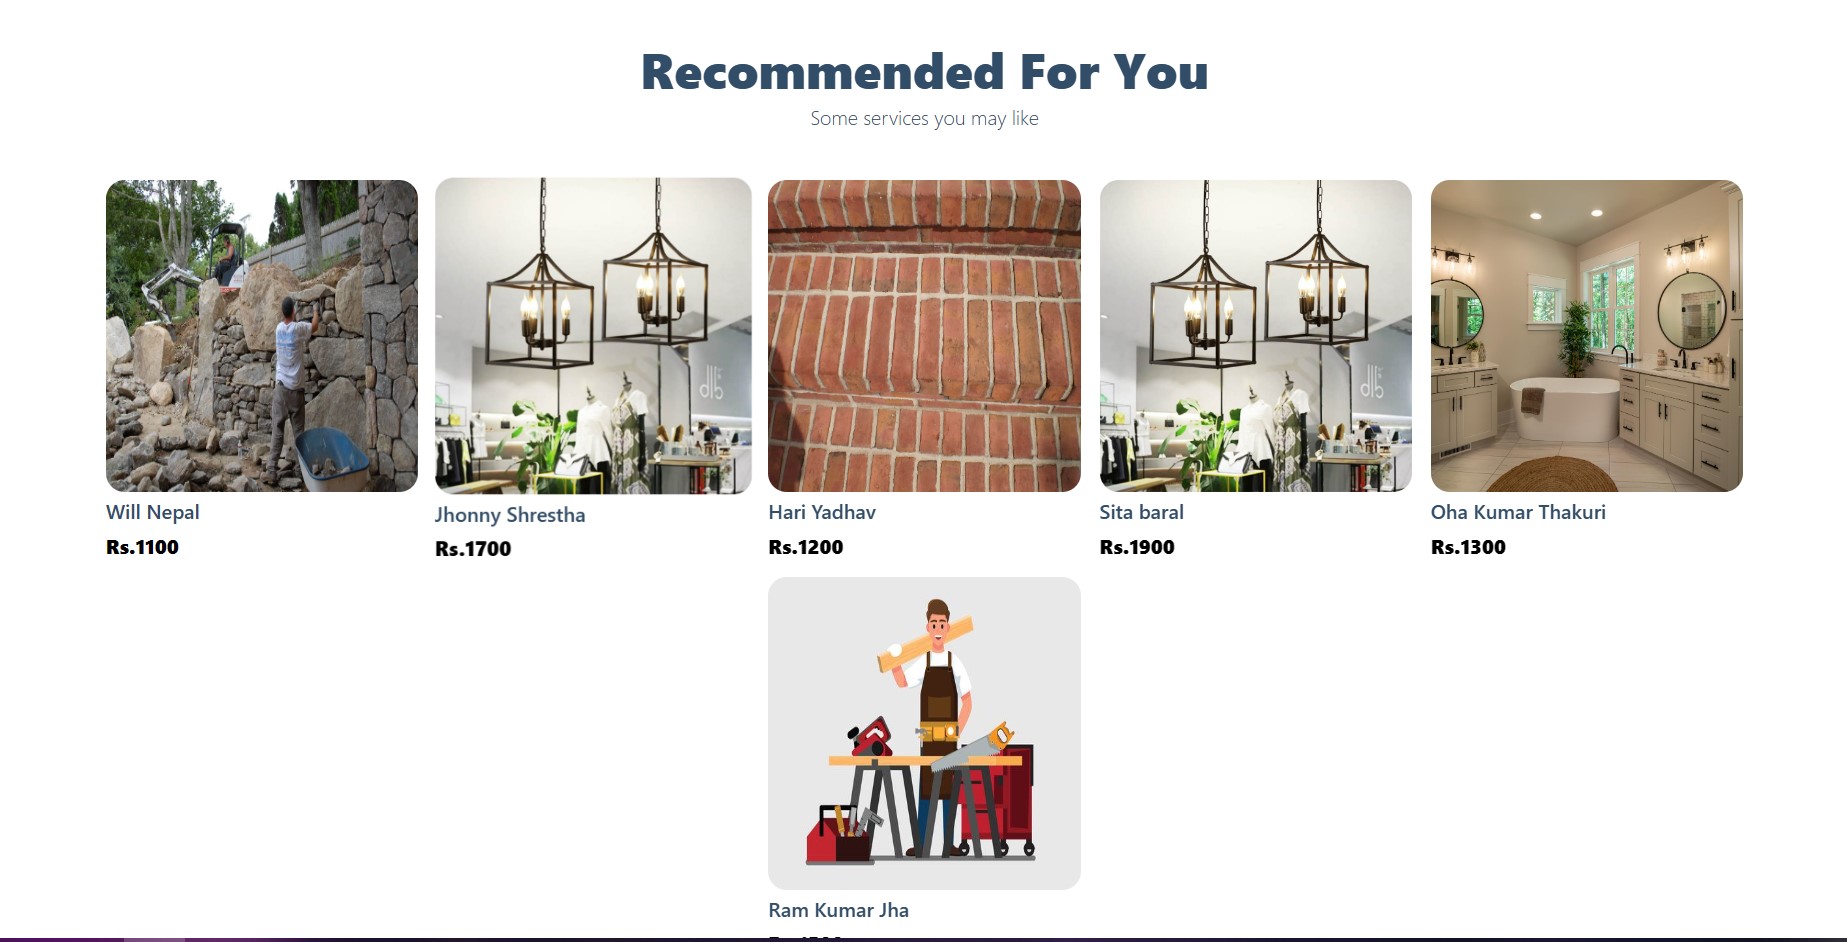 Recommended For You
Some services you may like
Will Nepal
Rs.1100
Jhonny Shrestha
Rs.1700
Hari Yadhav
Rs.1200
Sita baral
Rs.1900
Oha Kumar Thakuri
Rs.1300
Ram Kumar Jha